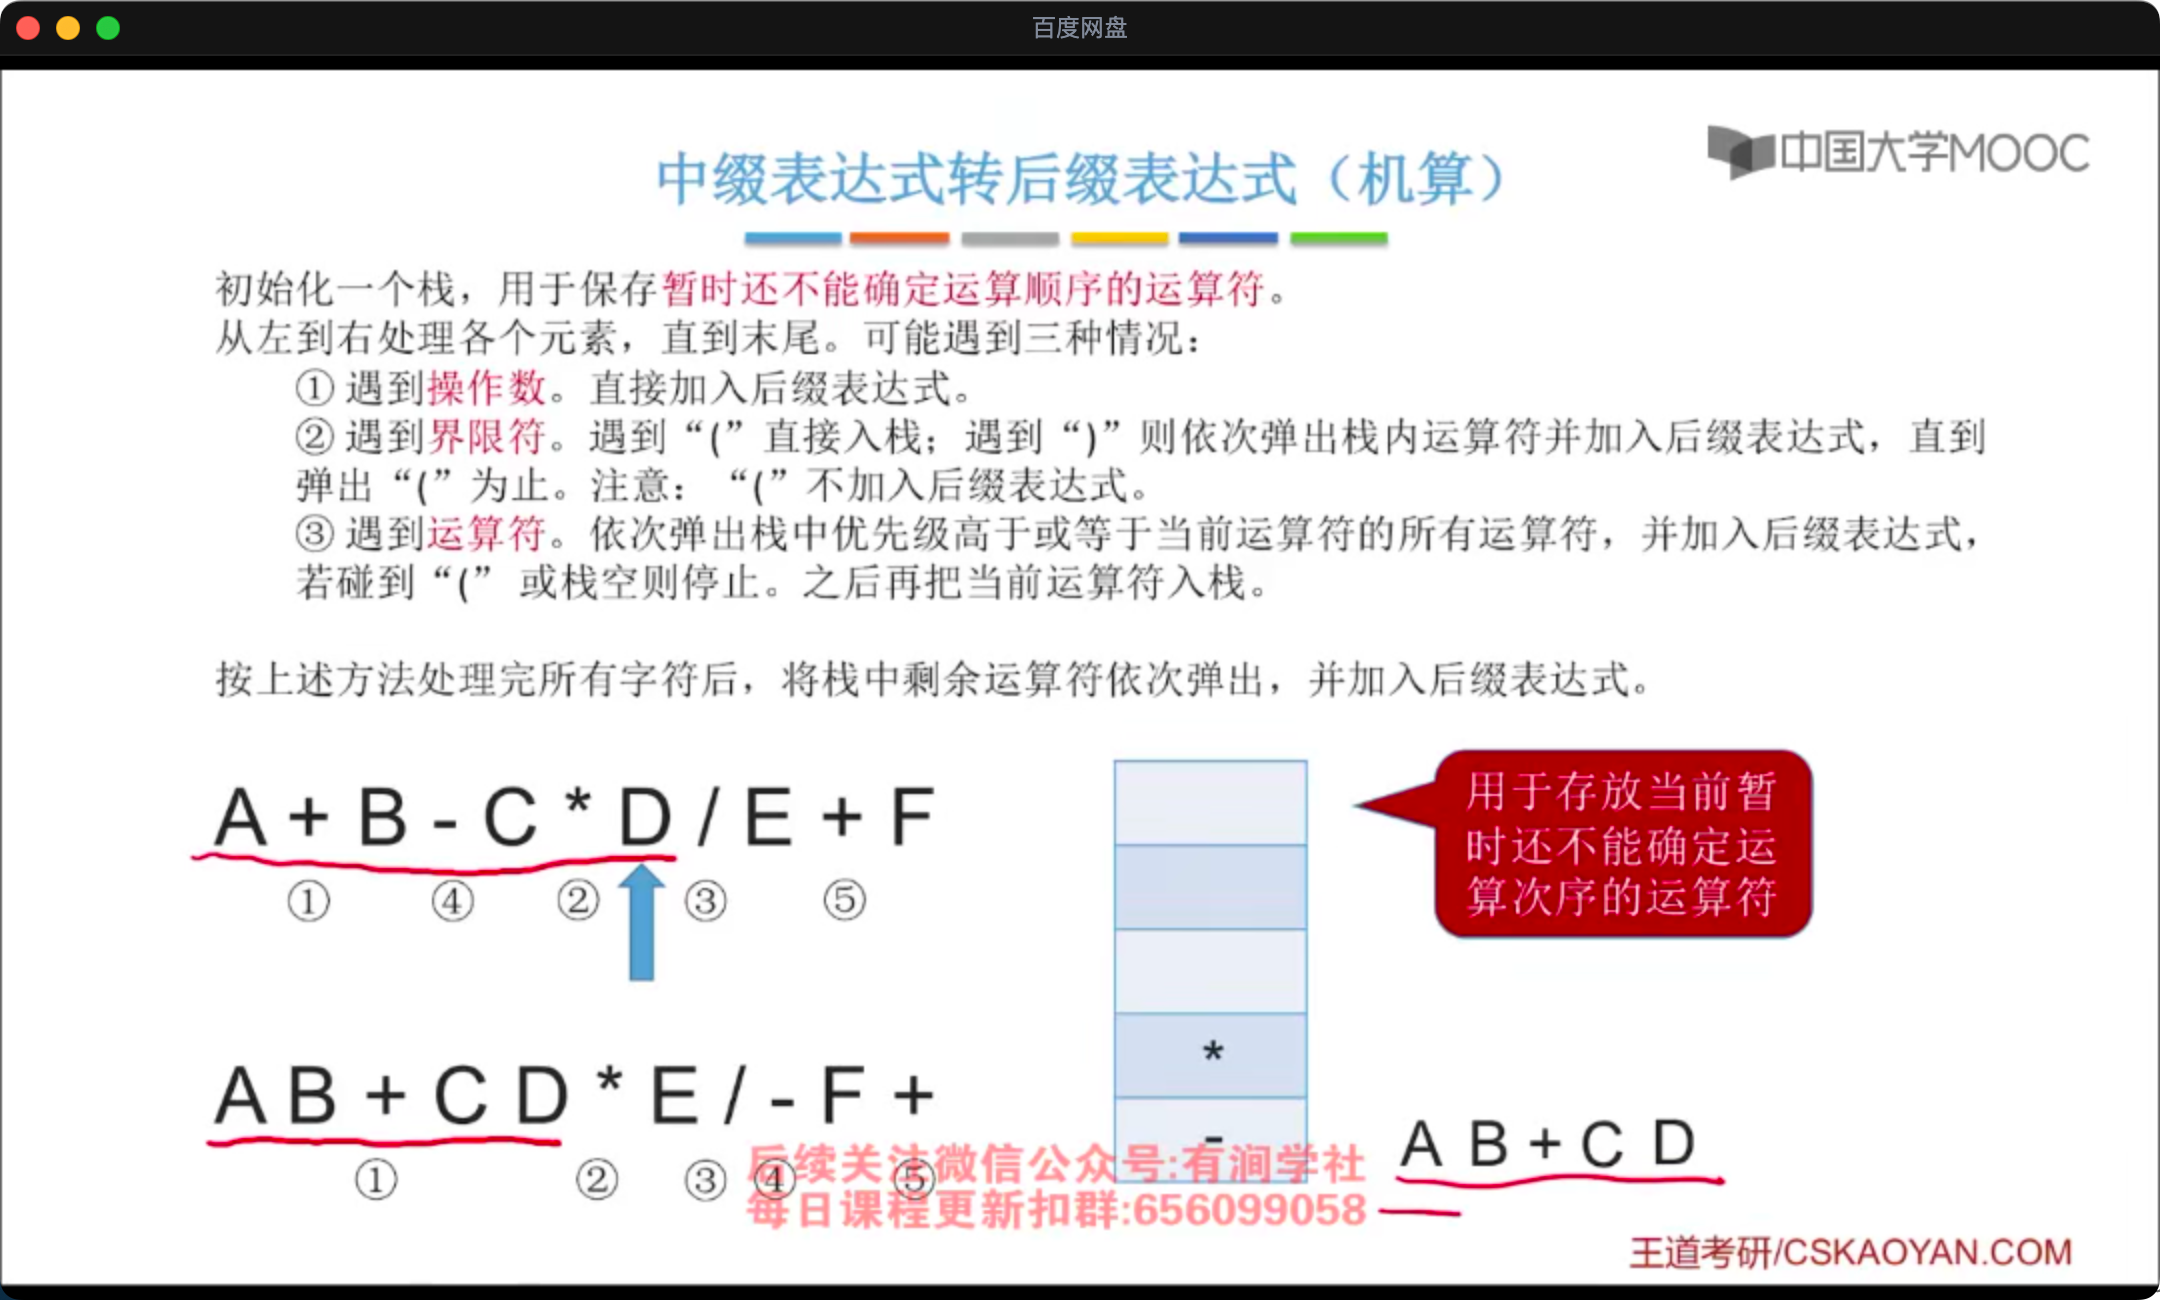 百度网盘
中国大学MOOC
中缀表达式转后缀表达式（机算）
初始化一个栈，用于保存暂时还不能确定运算顺序的运算符。
从左到右处理各个元素，直到末尾。可能遇到三种情况：
① 遇到操作数。直接加入后缀表达式。
② 遇到界限符。遇到“(”直接入栈；遇到“)”则依次弹出栈内运算符并加入后缀表达式，直到
弹出“(”为止。注意：“(”不加入后缀表达式。
③ 遇到运算符。依次弹出栈中优先级高于或等于当前运算符的所有运算符，并加入后缀表达式，
若碰到“(” 或栈空则停止。之后再把当前运算符入栈。
按上述方法处理完所有字符后，将栈中剩余运算符依次弹出，并加入后缀表达式。
A + B - C * D / E + F
① ④ ② ③ ⑤
用于存放当前暂
时还不能确定运
算次序的运算符
*
-
A B + C D * E / - F +
① ② ③ ④ ⑤
A B + C D
后续关注微信公众号:有涧学社
每日课程更新扣群:656099058
王道考研/CSKAOYAN.COM